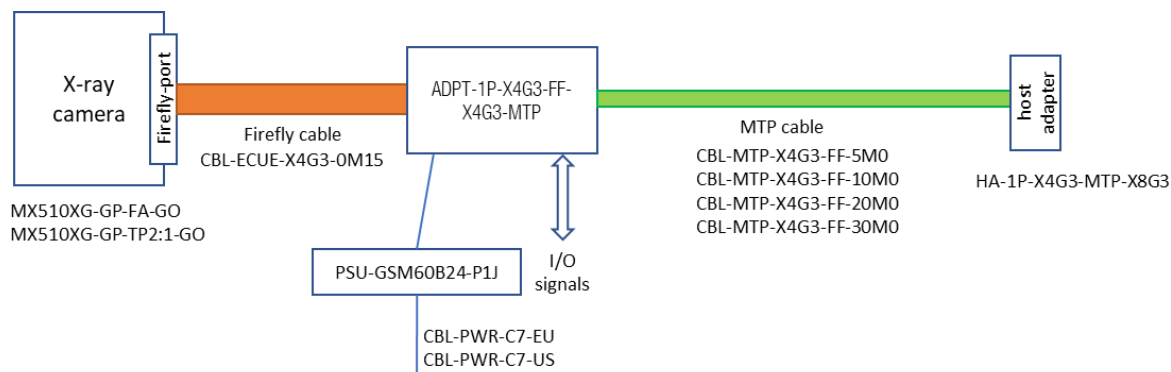 X-ray
camera
Firefly-port
MX510XG-GP-FA-GO
MX510XG-GP-TP2:1-GO
Firefly cable
CBL-ECUE-X4G3-0M15
ADPT-1P-X4G3-FF-
X4G3-MTP
PSU-GSM60B24-P1J
CBL-PWR-C7-EU
CBL-PWR-C7-US
I/O
signals
MTP cable
CBL-MTP-X4G3-FF-5M0
CBL-MTP-X4G3-FF-10M0
CBL-MTP-X4G3-FF-20M0
CBL-MTP-X4G3-FF-30M0
host
adapter
HA-1P-X4G3-MTP-X8G3